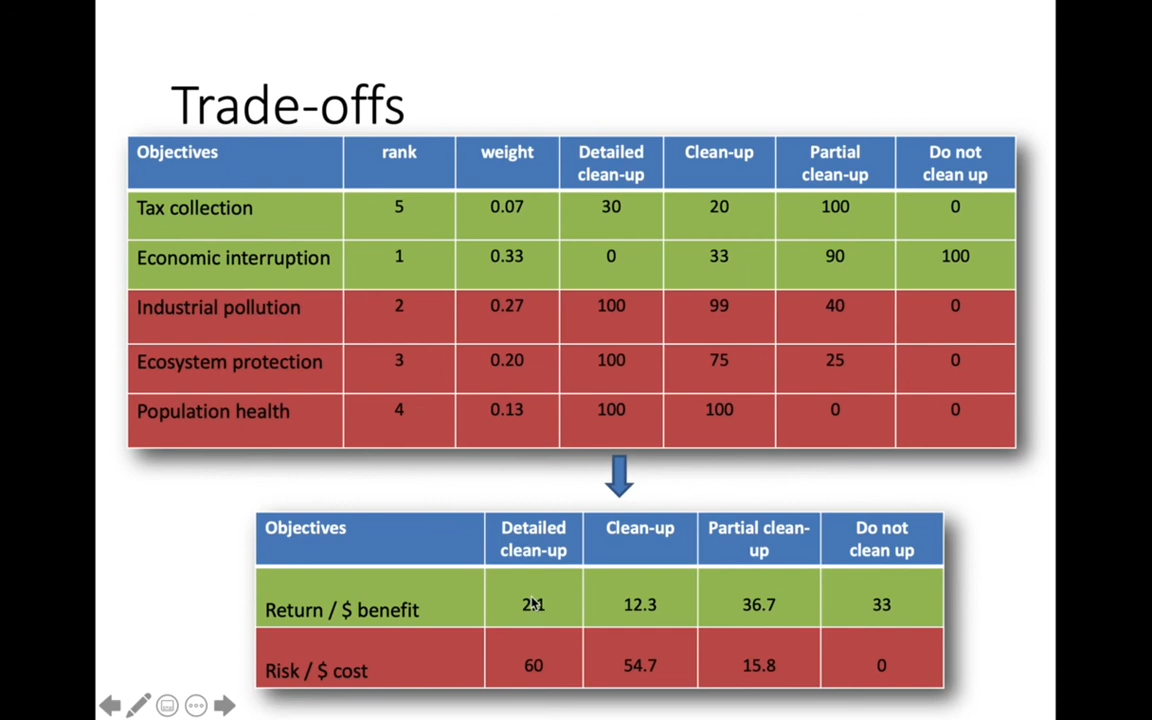 Trade-offs
Objectives rank weight Detailed clean-up Clean-up Partial clean-up Do not clean up
Tax collection 5 0.07 30 20 100 0
Economic interruption 1 0.33 0 33 90 100
Industrial pollution 2 0.27 100 99 40 0
Ecosystem protection 3 0.20 100 75 25 0
Population health 4 0.13 100 100 0 0
Objectives Detailed clean-up Clean-up Partial clean-up Do not clean up
Return / $ benefit 12.3 36.7 33
Risk / $ cost 60 54.7 15.8 0